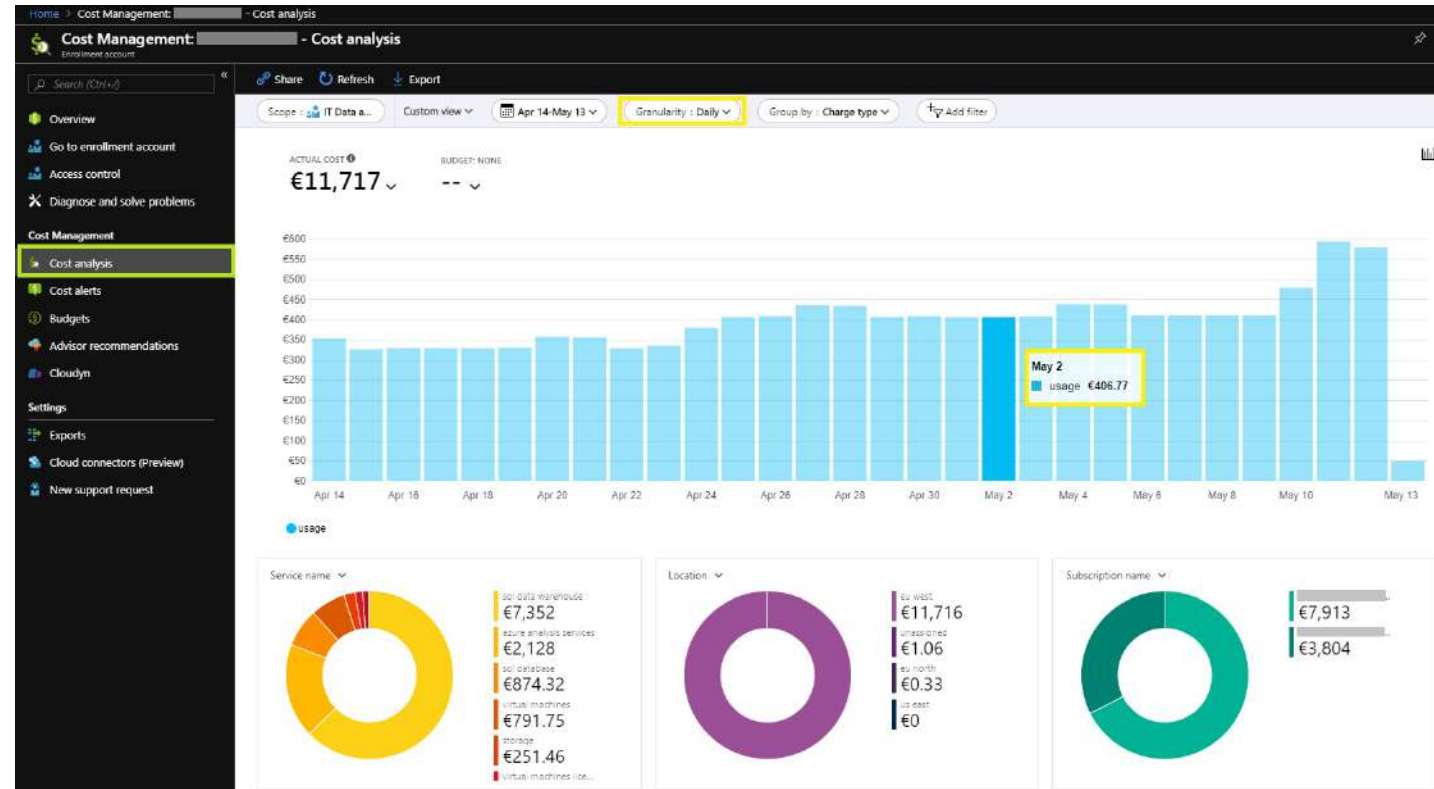 Home > Cost Management: - Cost analysis
Cost Management: - Cost analysis
Enrollment account
Search (Ctrl+/)
«
Overview
Go to enrollment account
Access control
Diagnose and solve problems
Cost Management
Cost analysis
Cost alerts
Budgets
Advisor recommendations
Cloudyn
Settings
Exports
Cloud connectors (Preview)
New support request
Share Refresh Export
Scope : IT Data a... Custom view Apr 14-May 13 Granularity : Daily Group by : Charge type Add filter
ACTUAL COST BUDGET: NONE
€11,717 --
€600
€550
€500
€450
€400
€350
€300
€250
€200
€150
€100
€50
€0
May 2
usage €406.77
Apr 14 Apr 16 Apr 18 Apr 20 Apr 22 Apr 24 Apr 26 Apr 28 Apr 30 May 2 May 4 May 6 May 8 May 10 May 13
usage
Service name
sql data warehouse
€7,352
azure analysis services
€2,128
sql database
€874.32
virtual machines
€791.75
storage
€251.46
virtual machines lice...
Location
eu west
€11,716
unassigned
€1.06
eu north
€0.33
us east
€0
Subscription name
..
€7,913
..
€3,804